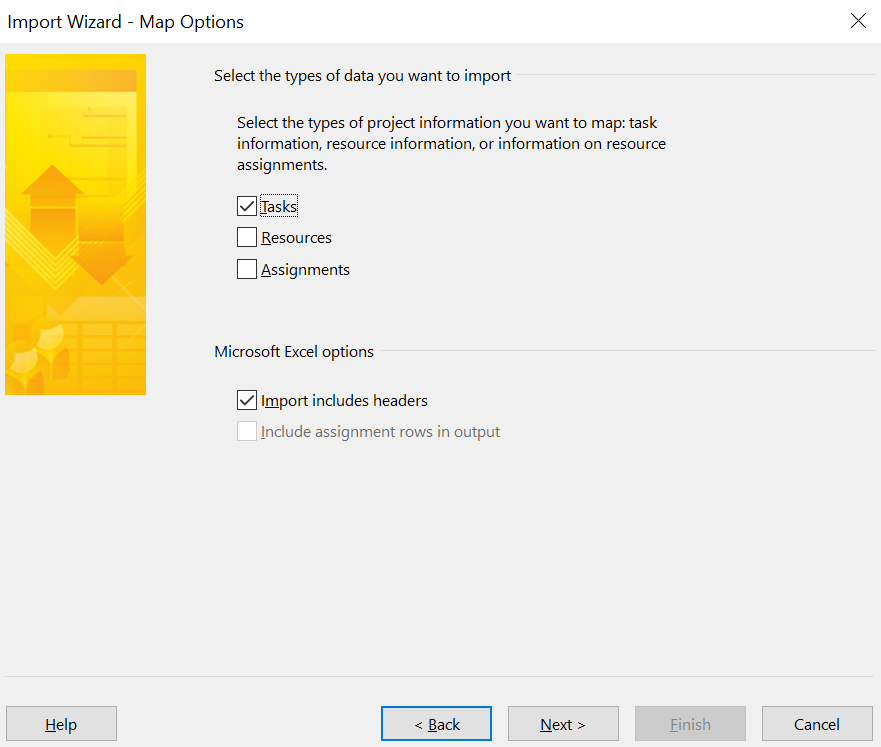 Import Wizard - Map Options
Select the types of data you want to import
Select the types of project information you want to map: task
information, resource information, or information on resource
assignments.
Tasks
Resources
Assignments
Microsoft Excel options
Import includes headers
Include assignment rows in output
Help
< Back
Next >
Finish
Cancel